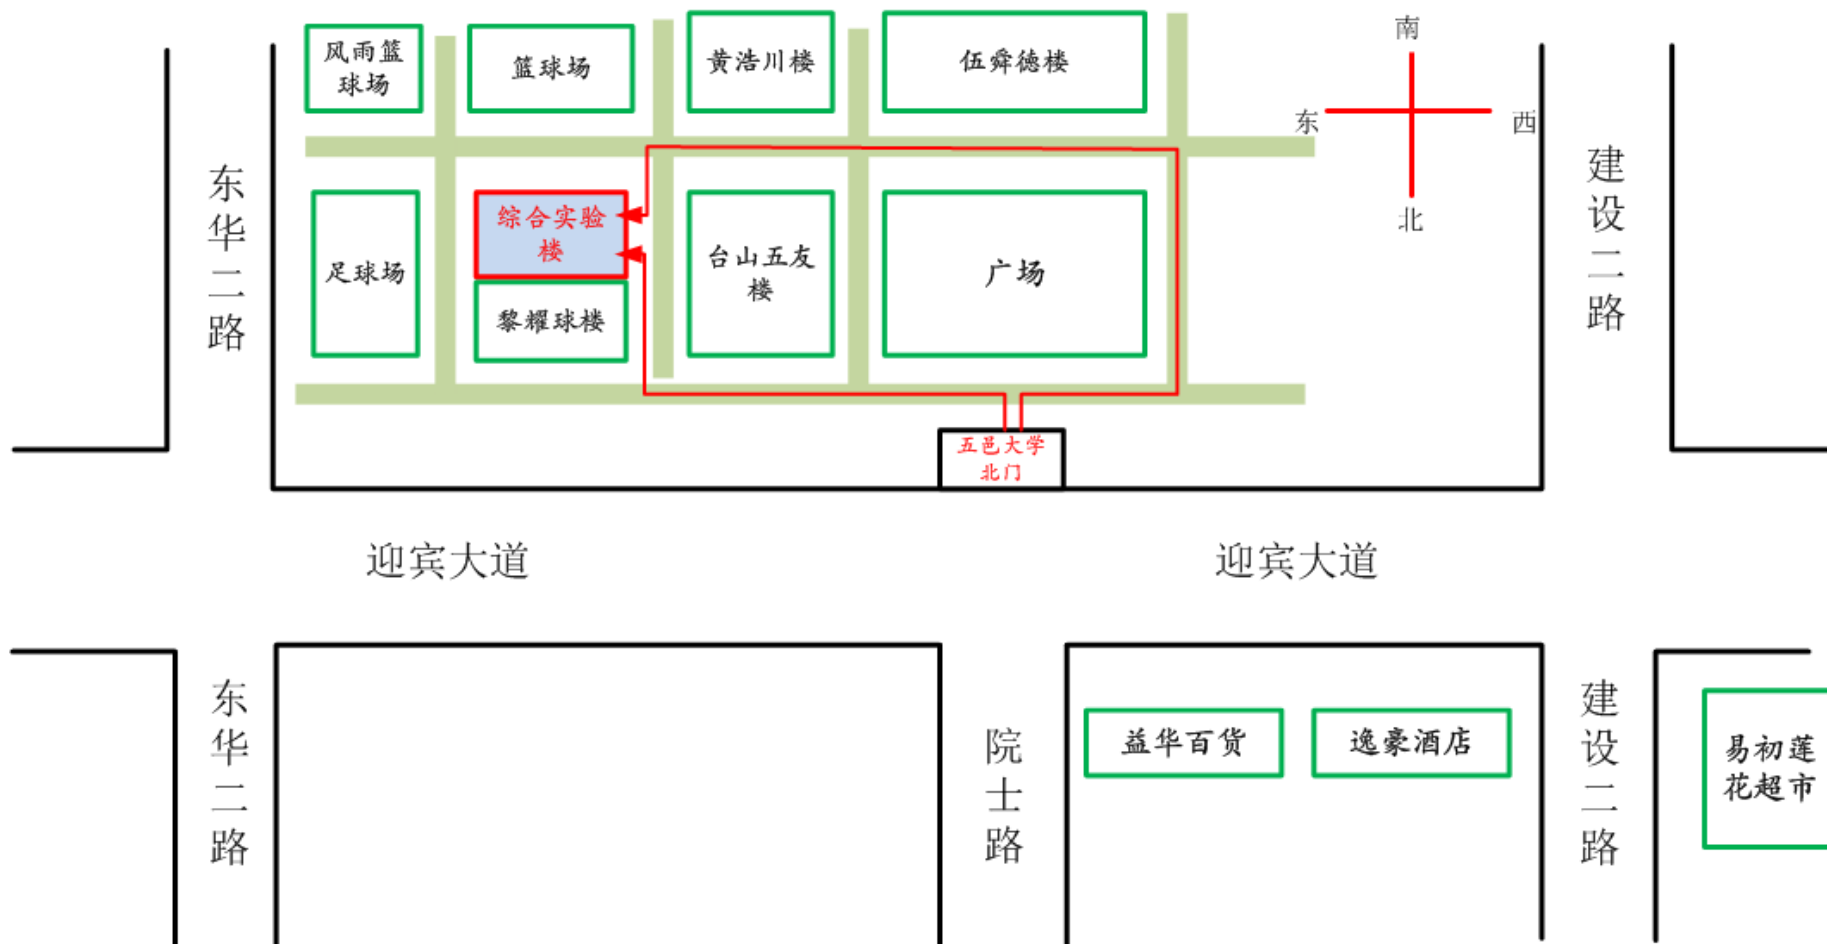 南
风雨篮
球场
篮球场
黄浩川楼
伍舜德楼
东
西
北
东华二路
建设二路
综合实验
楼
足球场
黎耀球楼
台山五友
楼
广场
五邑大学
北门
迎宾大道
迎宾大道
东华二路
院士路
益华百货
逸豪酒店
建设二路
易初莲
花超市